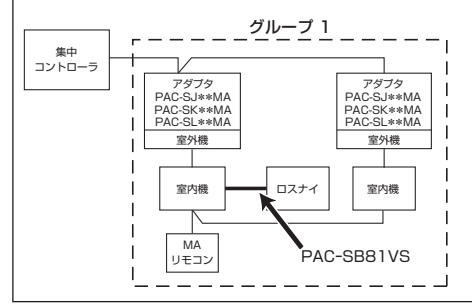 グループ 1
集中
コントローラ
アダプタ
PAC-SJ**MA
PAC-SK**MA
PAC-SL**MA
室外機
アダプタ
PAC-SJ**MA
PAC-SK**MA
PAC-SL**MA
室外機
室内機
ロスナイ
室内機
MA
リモコン
PAC-SB81VS